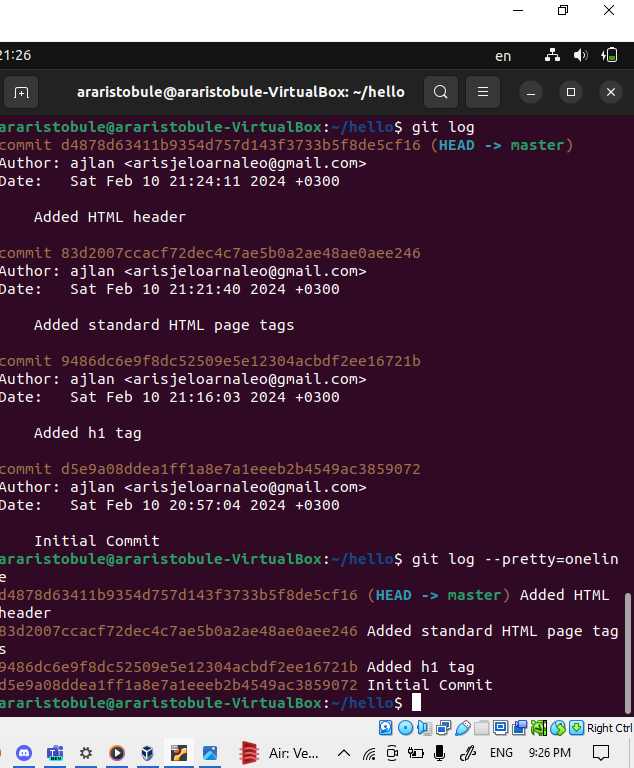 21:26
en
araristobule@araristobule-VirtualBox: ~/hello
araristobule@araristobule-VirtualBox:~/hello$ git log
commit d4878d63411b9354d757d143f3733b5f8de5cf16 (HEAD -> master)
Author: ajlan <arisjeloarnaleo@gmail.com>
Date:   Sat Feb 10 21:24:11 2024 +0300
Added HTML header
commit 83d2007ccacf72dec4c7ae5b0a2ae48ae0aee246
Author: ajlan <arisjeloarnaleo@gmail.com>
Date:   Sat Feb 10 21:21:40 2024 +0300
Added standard HTML page tags
commit 9486dc6e9f8dc52509e5e12304acbdf2ee16721b
Author: ajlan <arisjeloarnaleo@gmail.com>
Date:   Sat Feb 10 21:16:03 2024 +0300
Added h1 tag
commit d5e9a08ddea1ff1a8e7a1eeeb2b4549ac3859072
Author: ajlan <arisjeloarnaleo@gmail.com>
Date:   Sat Feb 10 20:57:04 2024 +0300
Initial Commit
araristobule@araristobule-VirtualBox:~/hello$ git log --pretty=onelin
e
d4878d63411b9354d757d143f3733b5f8de5cf16 (HEAD -> master) Added HTML
header
83d2007ccacf72dec4c7ae5b0a2ae48ae0aee246 Added standard HTML page tag
s
9486dc6e9f8dc52509e5e12304acbdf2ee16721b Added h1 tag
d5e9a08ddea1ff1a8e7a1eeeb2b4549ac3859072 Initial Commit
araristobule@araristobule-VirtualBox:~/hello$
Right Ctrl
Air: Ve... ENG 9:26 PM